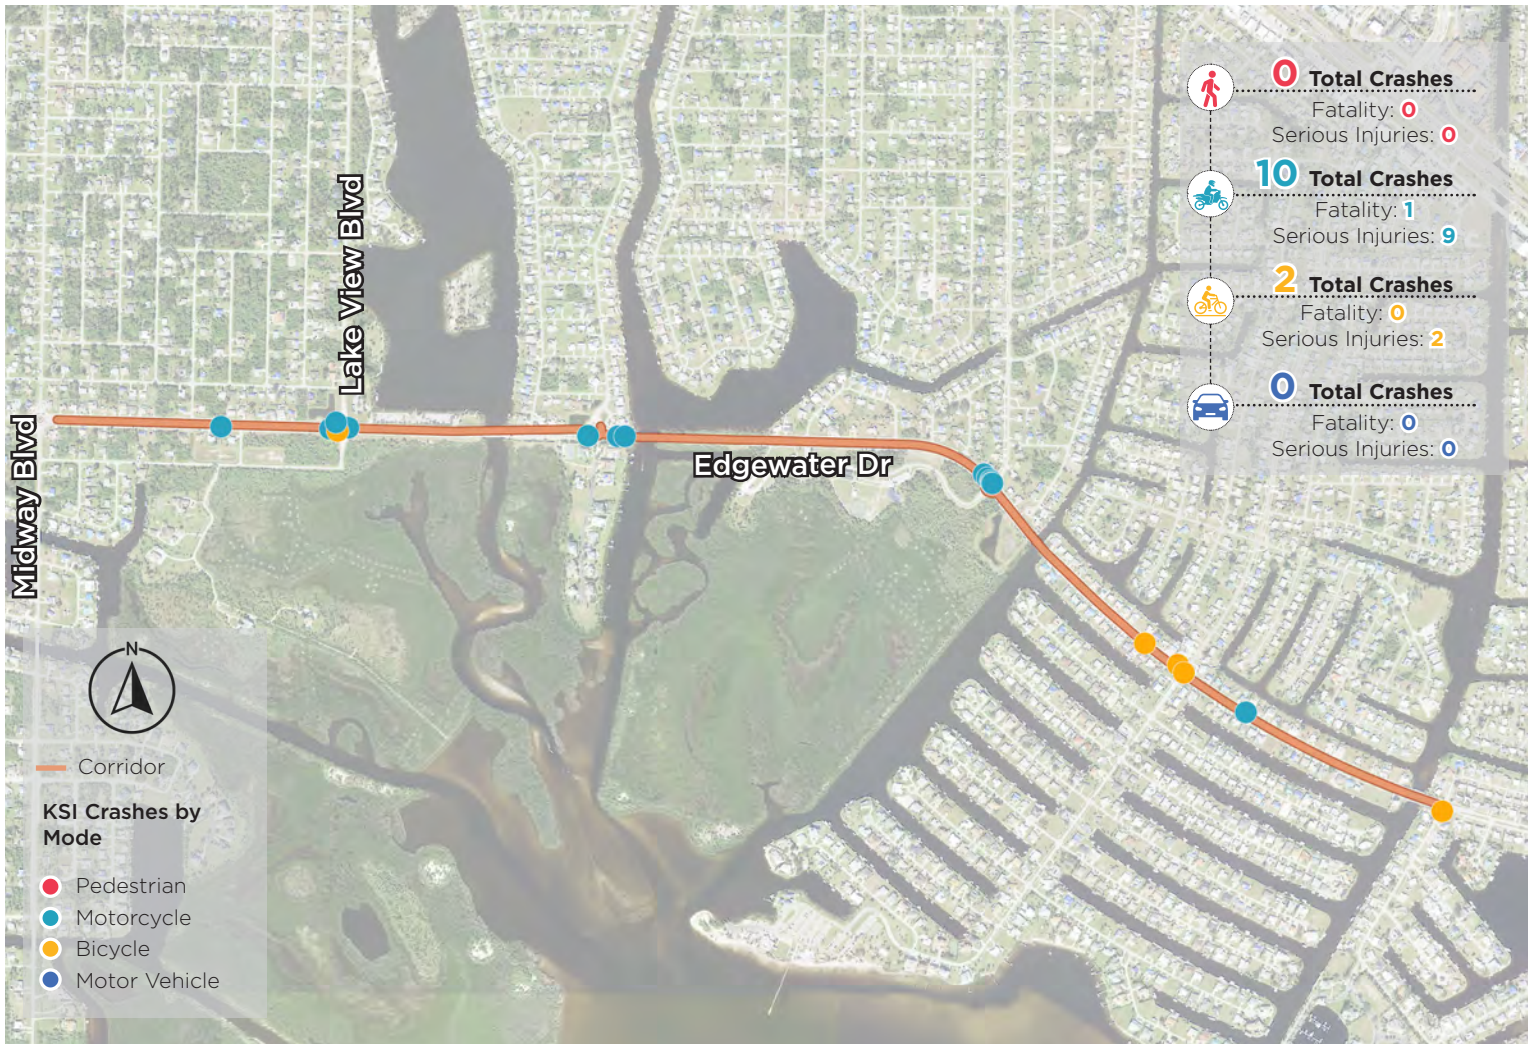 0 Total Crashes
Fatality: 0
Serious Injuries: 0
10 Total Crashes
Fatality: 1
Serious Injuries: 9
2 Total Crashes
Fatality: 0
Serious Injuries: 2
0 Total Crashes
Fatality: 0
Serious Injuries: 0
Lake View Blvd
Midway Blvd
Edgewater Dr
N
Corridor
KSI Crashes by
Mode
Pedestrian
Motorcycle
Bicycle
Motor Vehicle